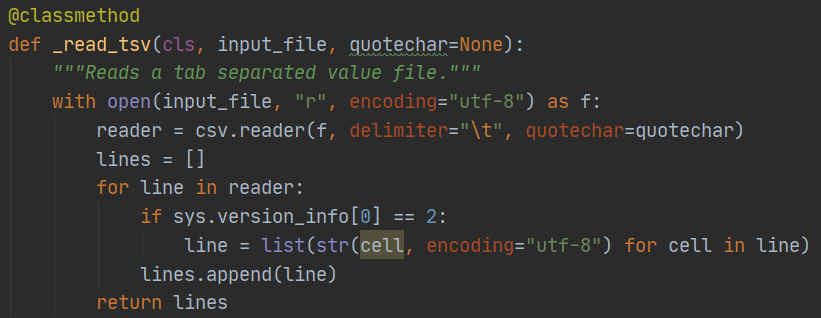 @classmethod
def _read_tsv(cls, input_file, quotechar=None):
    """Reads a tab separated value file."""
    with open(input_file, "r", encoding="utf-8") as f:
        reader = csv.reader(f, delimiter="\t", quotechar=quotechar)
        lines = []
        for line in reader:
            if sys.version_info[0] == 2:
                line = list(str(cell, encoding="utf-8") for cell in line)
            lines.append(line)
        return lines